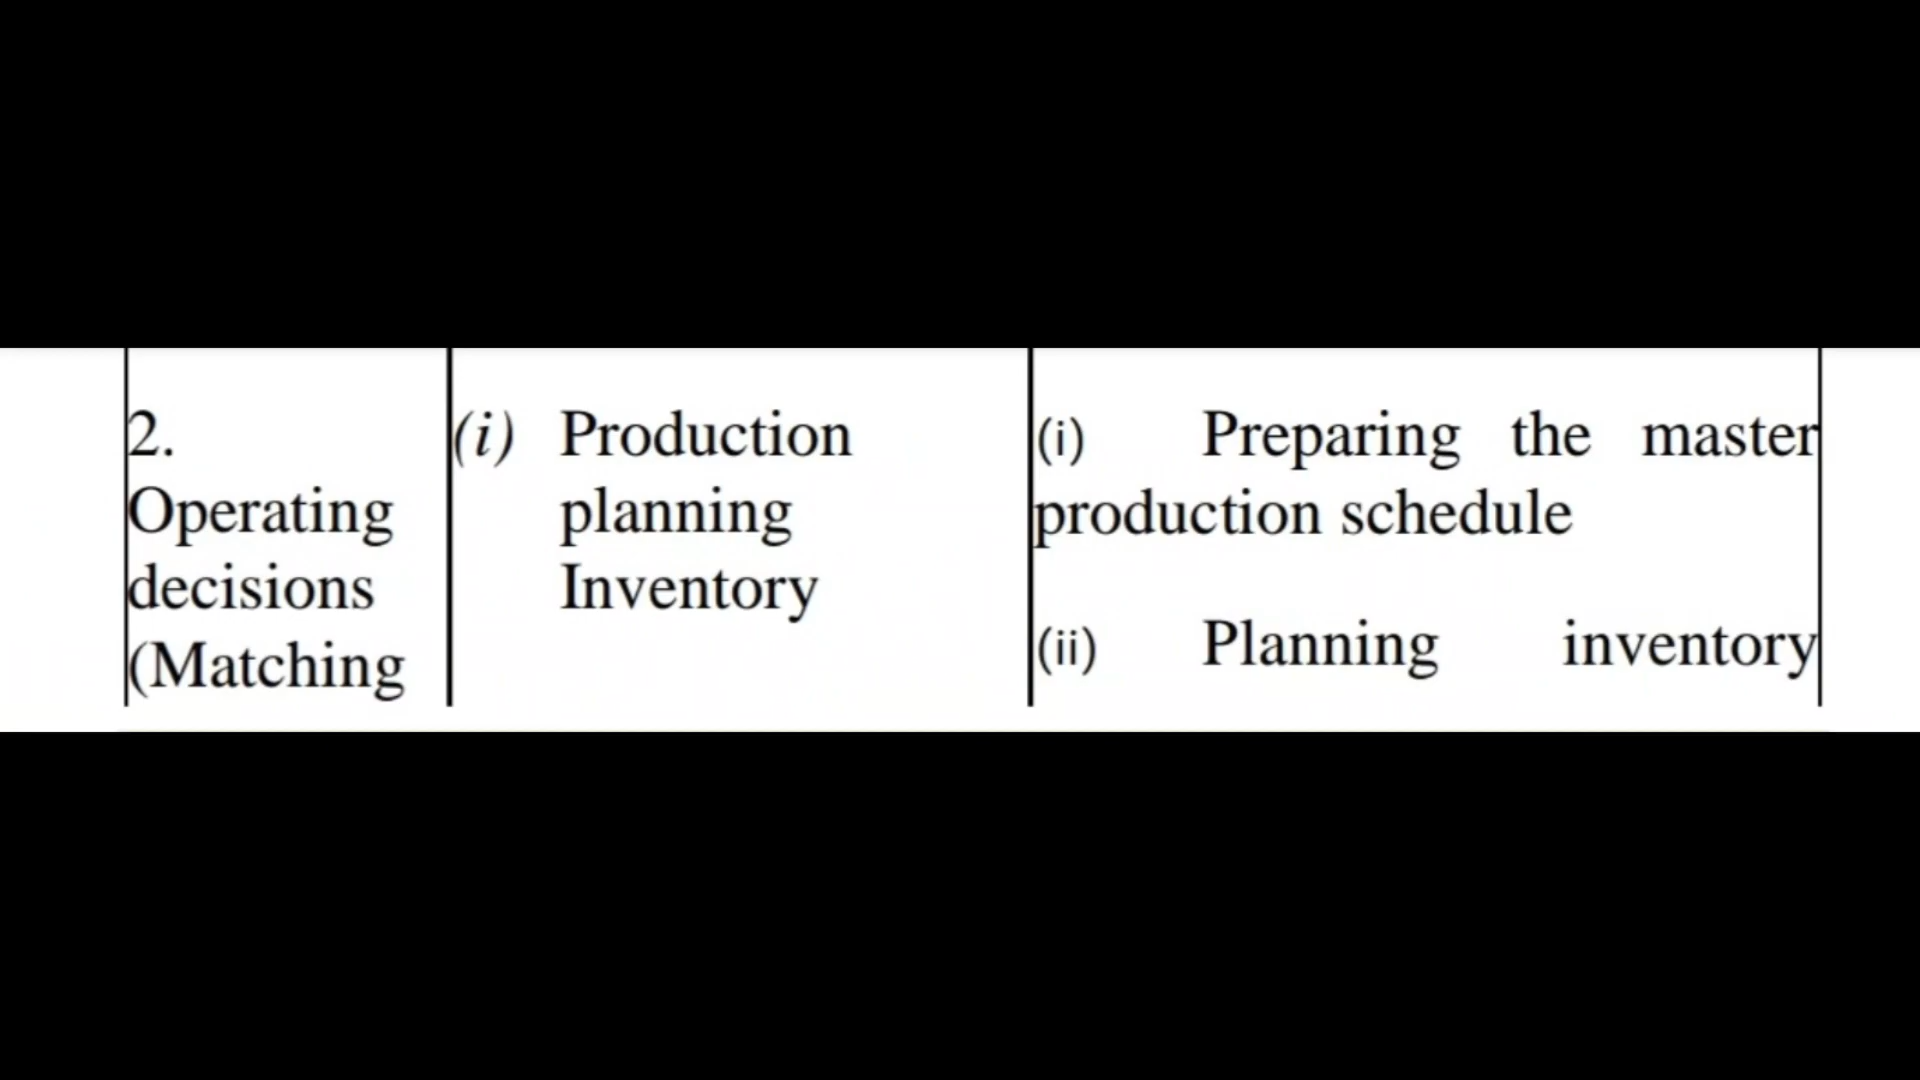 2.
Operating
decisions
(Matching
(i) Production
planning
Inventory
(i) Preparing the master
production schedule
(ii) Planning inventory